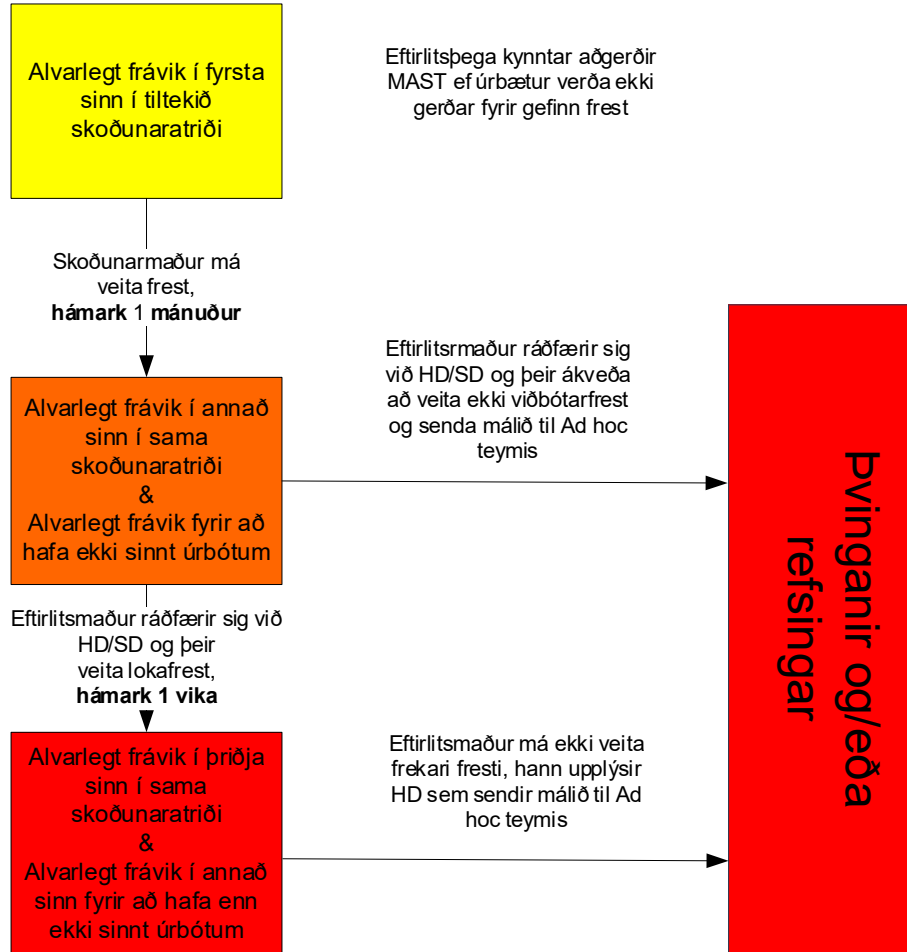 Alvarlegt frávik í fyrsta
sinn í tiltekið
skoðunaratriði
Eftirlitsþega kynntar aðgerðir
MAST ef úrbætur verða ekki
gerðar fyrir gefinn frest
Skoðunarmaður má
veita frest,
hámark 1 mánuður
Alvarlegt frávik í annað
sinn í sama
skoðunaratriði
&
Alvarlegt frávik fyrir að
hafa ekki sinnt úrbótum
Eftirlitsrmaður ráðfærir sig
við HD/SD og þeir ákveða
að veita ekki viðbótarfrest
og senda málið til Ad hoc
teymis
Eftirlitsmaður ráðfærir sig við
HD/SD og þeir
veita lokafrest,
hámark 1 vika
Alvarlegt frávik í þriðja
sinn í sama
skoðunaratriði
&
Alvarlegt frávik í annað
sinn fyrir að hafa enn
ekki sinnt úrbótum
Eftirlitsmaður má ekki veita
frekari fresti, hann upplýsir
HD sem sendir málið til Ad
hoc teymis
Þvinganir og/eða
refsingar